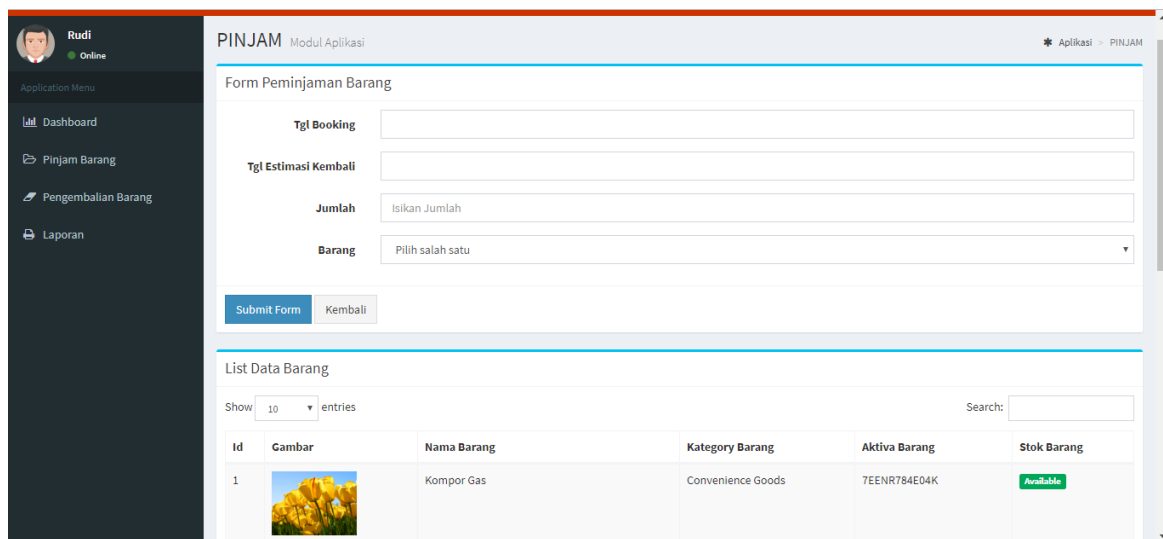 Rudi
Online
Application Menu
Dashboard
Pinjam Barang
Pengembalian Barang
Laporan
PINJAM Modul Aplikasi
Aplikasi > PINJAM
Form Peminjaman Barang
Tgl Booking
Tgl Estimasi Kembali
Jumlah Isikan Jumlah
Barang Pilih salah satu
Submit Form Kembali
List Data Barang
Show 10 entries Search:
Id Gambar Nama Barang Kategory Barang Aktiva Barang Stok Barang
1 Kompor Gas Convenience Goods 7EENR784E04K Available